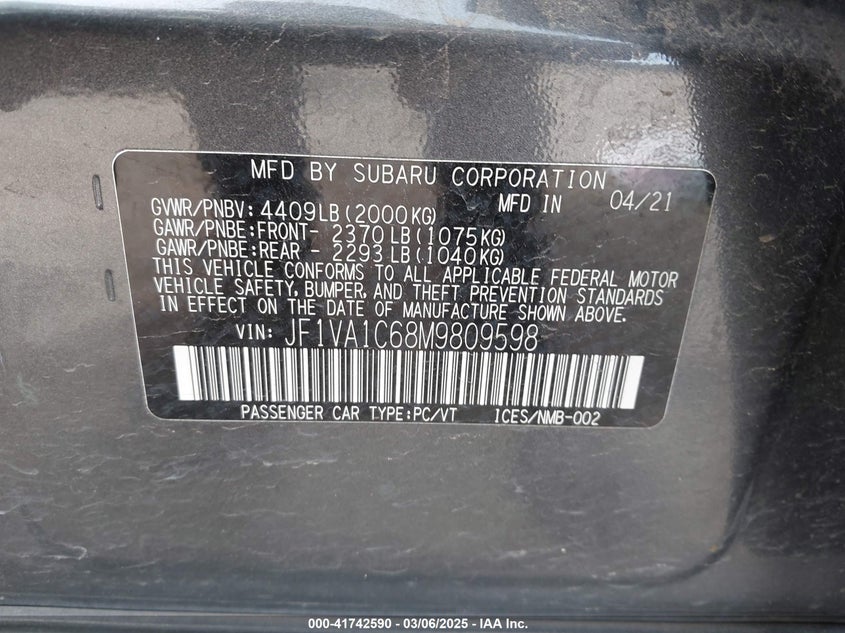 MFD BY SUBARU CORPORATION
GVWR/PNBV: 4409LB(2000KG) MFD IN 04/21
GAWR/PNBE:FRONT- 2370LB(1075KG)
GAWR/PNBE:REAR - 2293LB(1040KG)
THIS VEHICLE CONFORMS TO ALL APPLICABLE FEDERAL MOTOR
VEHICLE SAFETY, BUMPER, AND THEFT PREVENTION STANDARDS
IN EFFECT ON THE DATE OF MANUFACTURE SHOWN ABOVE.
VIN: JF1VA1C68M9809598
PASSENGER CAR TYPE:PC/VT ICES/NMB-002
000-41742590 - 03/06/2025 - IAA Inc.